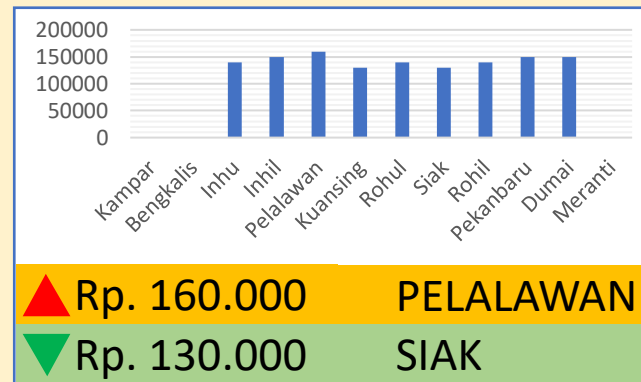 200000
150000
100000
50000
0
Kampar
Bengkalis
Inhu
Inhil
Pelalawan
Kuansing
Rohul
Siak
Rohil
Pekanbaru
Dumai
Meranti
Rp. 160.000 PELALAWAN
Rp. 130.000 SIAK